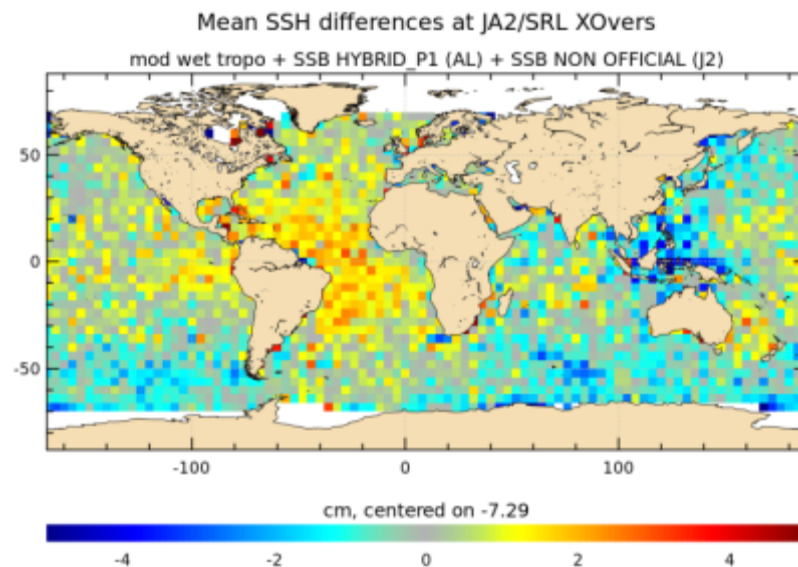 Mean SSH differences at JA2/SRL XOvers
mod wet tropo + SSB HYBRID_P1 (AL) + SSB NON OFFICIAL (J2)
50
0
-50
-100 0 100
cm, centered on -7.29
-4 -2 0 2 4